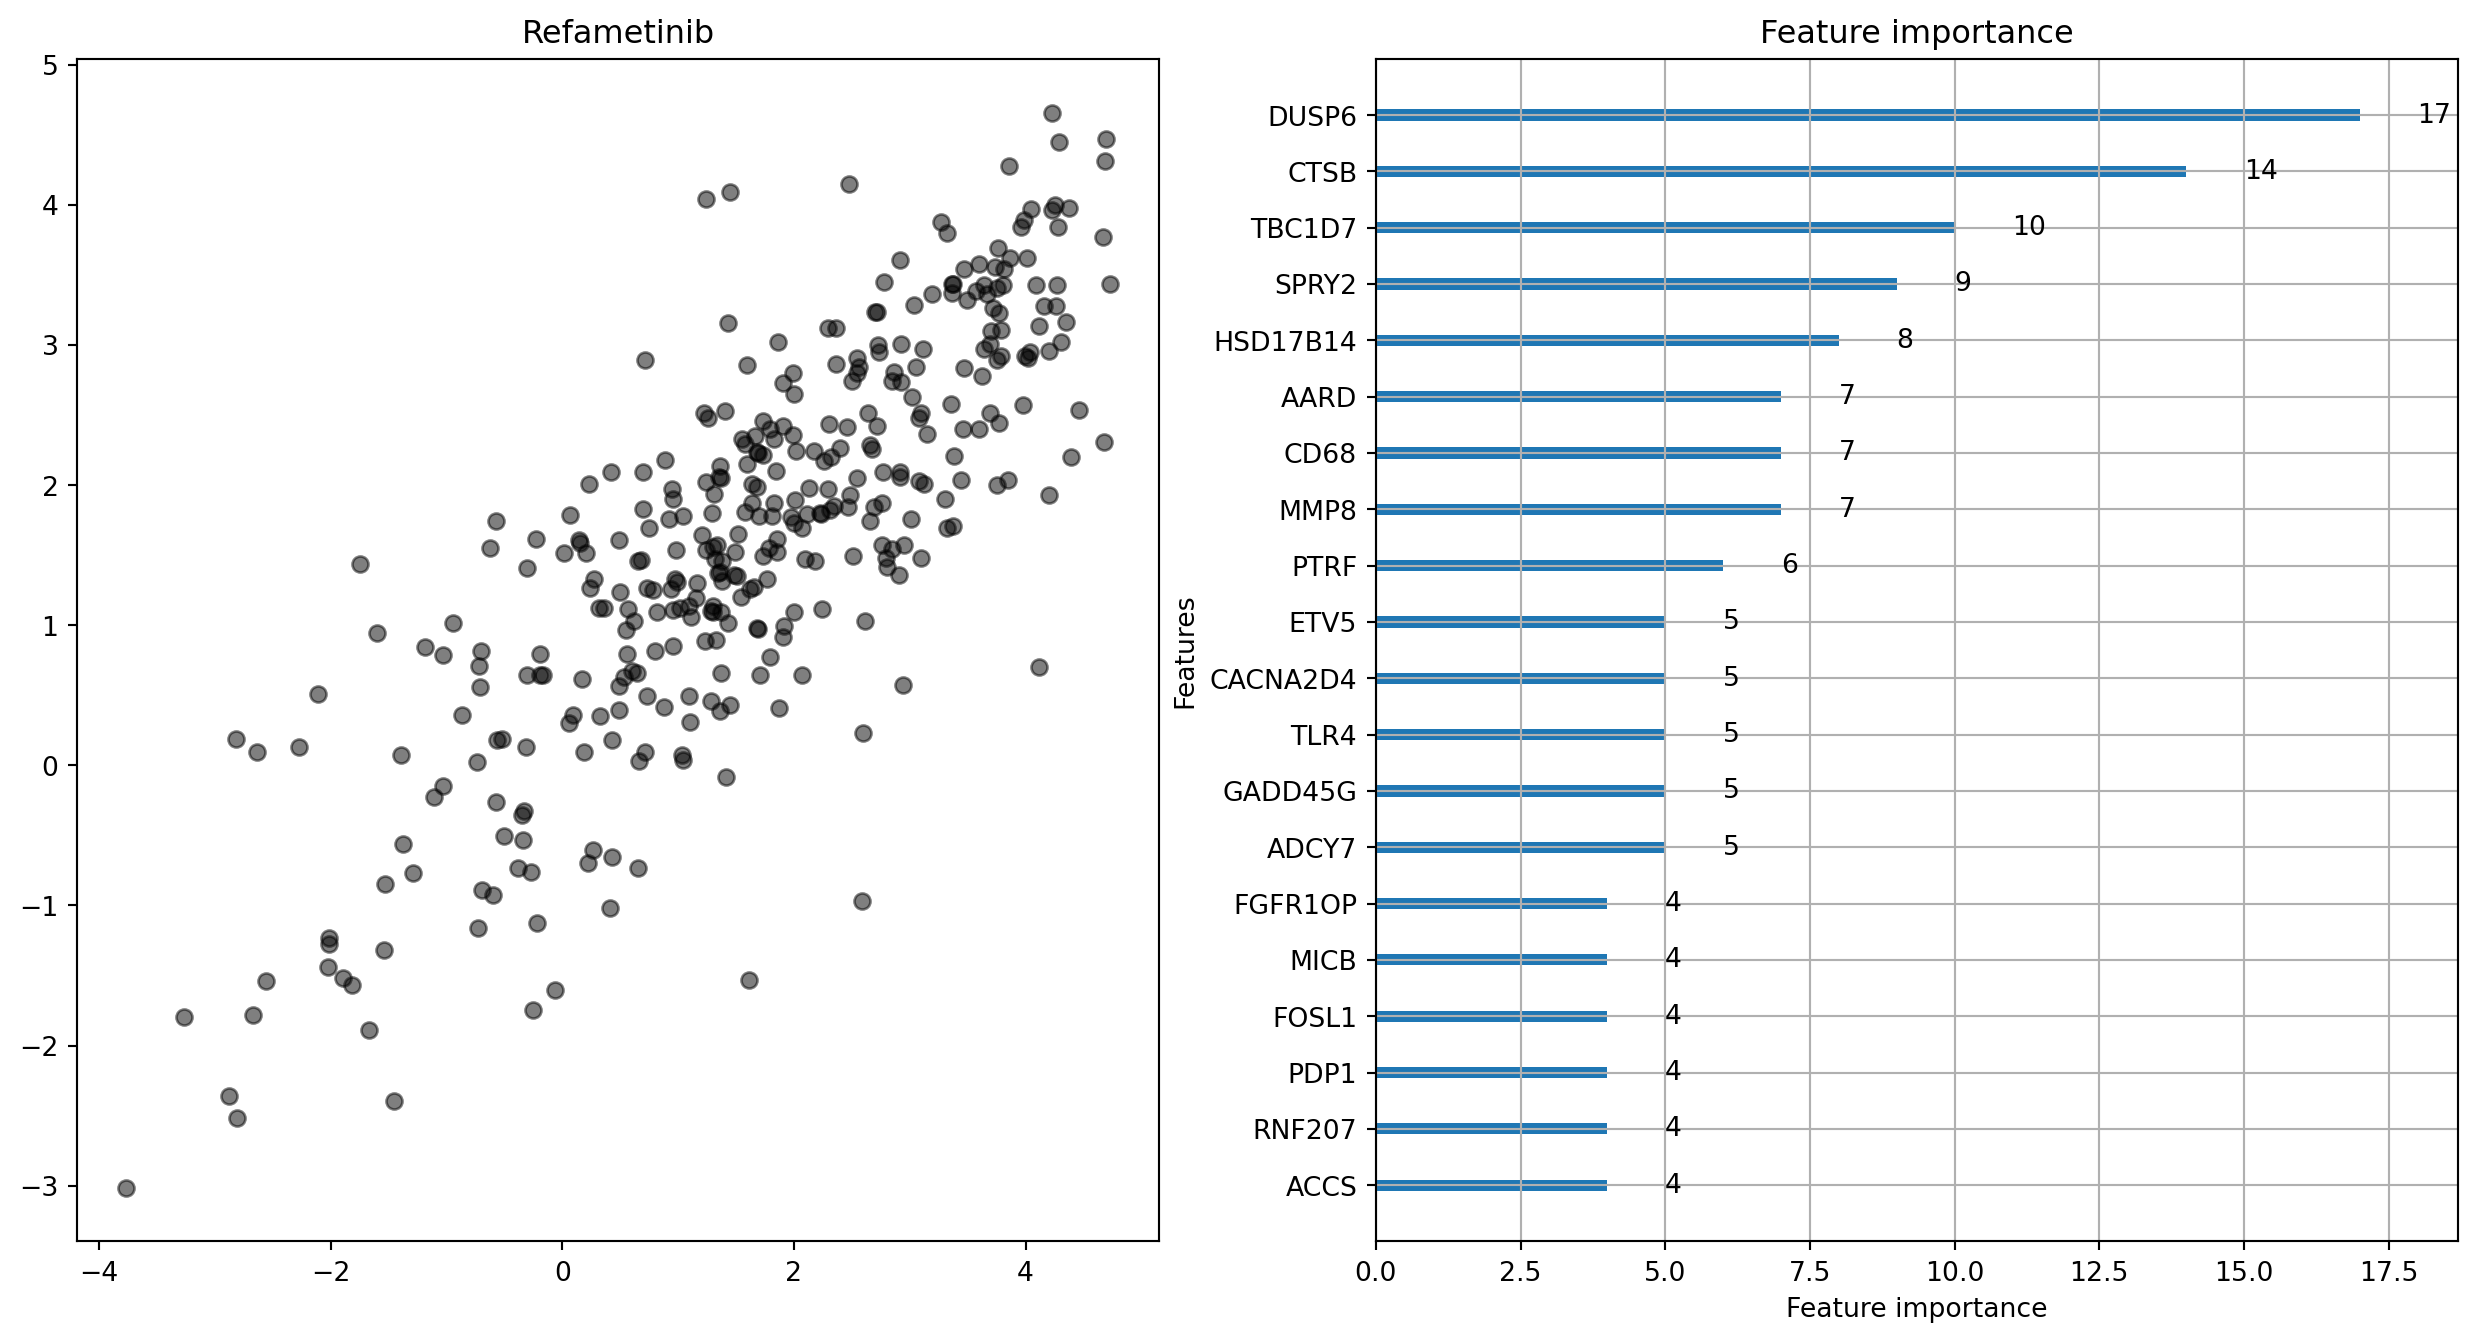 Refametinib
5
4
3
2
1
0
−1
−2
−3
−4
−2
0
2
4
Feature importance
Features
DUSP6
17
CTSB
14
TBC1D7
10
SPRY2
9
HSD17B14
8
AARD
7
CD68
7
MMP8
7
PTRF
6
ETV5
5
CACNA2D4
5
TLR4
5
GADD45G
5
ADCY7
5
FGFR1OP
4
MICB
4
FOSL1
4
PDP1
4
RNF207
4
ACCS
4
0.0
2.5
5.0
7.5
10.0
12.5
15.0
17.5
Feature importance